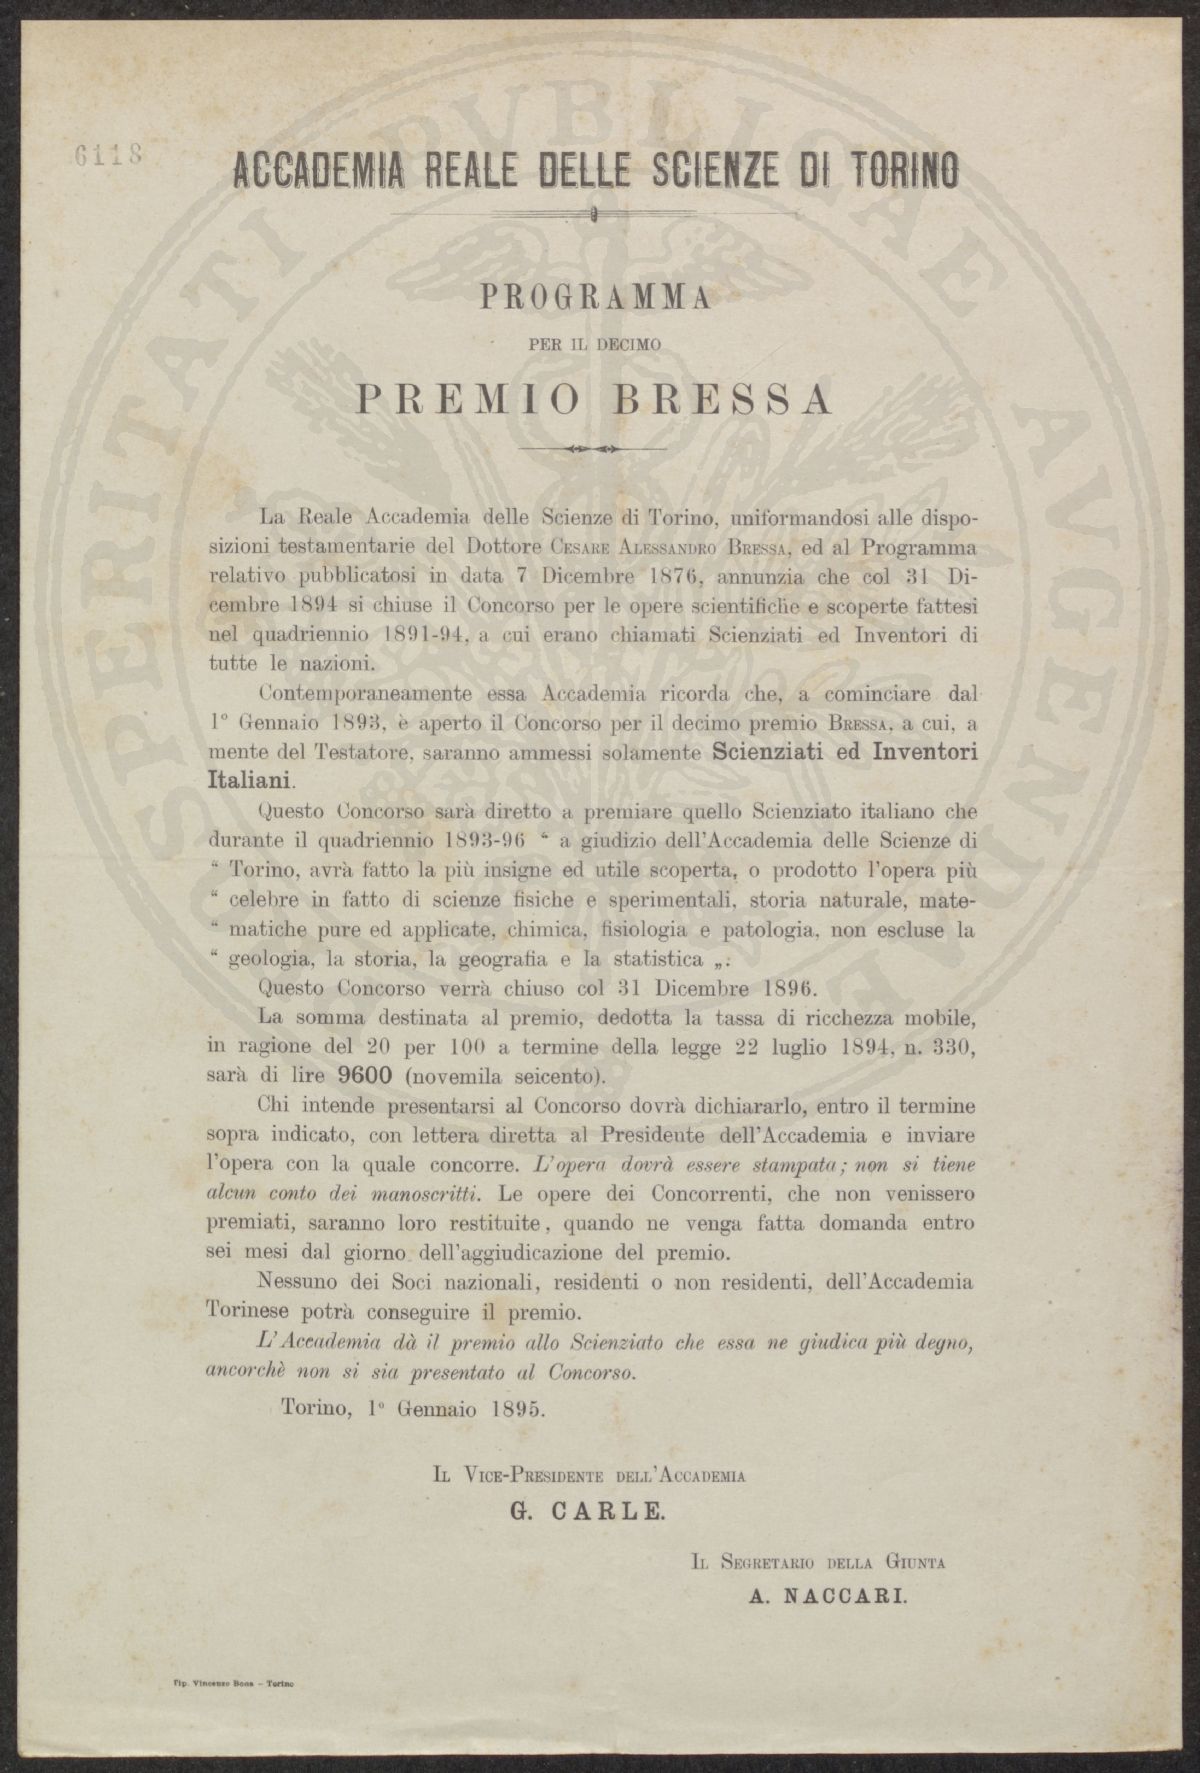 6118
ACCADEMIA REALE DELLE SCIENZE DI TORINO
PROGRAMMA
PER IL DECIMO
PREMIO BRESSA
La Reale Accademia delle Scienze di Torino, uniformandosi alle dispo-
sizioni testamentarie del Dottore Cesare Alessandro Bressa, ed al Programma
relativo pubblicatosi in data 7 Dicembre 1876, annunzia che col 31 Di-
cembre 1894 si chiuse il Concorso per le opere scientifiche e scoperte fattesi
nel quadriennio 1891-94, a cui erano chiamati Scienziati ed Inventori di
tutte le nazioni.
Contemporaneamente essa Accademia ricorda che, a cominciare dal
1° Gennaio 1893, è aperto il Concorso per il decimo premio Bressa, a cui, a
mente del Testatore, saranno ammessi solamente Scienziati ed Inventori
Italiani.
Questo Concorso sarà diretto a premiare quello Scienziato italiano che
durante il quadriennio 1893-96 “ a giudizio dell'Accademia delle Scienze di
“ Torino, avrà fatto la più insigne ed utile scoperta, o prodotto l'opera più
“ celebre in fatto di scienze fisiche e sperimentali, storia naturale, mate-
“ matiche pure ed applicate, chimica, fisiologia e patologia, non escluse la
“ geologia, la storia, la geografia e la statistica „.
Questo Concorso verrà chiuso col 31 Dicembre 1896.
La somma destinata al premio, dedotta la tassa di ricchezza mobile,
in ragione del 20 per 100 a termine della legge 22 luglio 1894, n. 330,
sarà di lire 9600 (novemila seicento).
Chi intende presentarsi al Concorso dovrà dichiararlo, entro il termine
sopra indicato, con lettera diretta al Presidente dell'Accademia e inviare
l'opera con la quale concorre. L'opera dovrà essere stampata; non si tiene
alcun conto dei manoscritti. Le opere dei Concorrenti, che non venissero
premiati, saranno loro restituite, quando ne venga fatta domanda entro
sei mesi dal giorno dell'aggiudicazione del premio.
Nessuno dei Soci nazionali, residenti o non residenti, dell'Accademia
Torinese potrà conseguire il premio.
L'Accademia dà il premio allo Scienziato che essa ne giudica più degno,
ancorchè non si sia presentato al Concorso.
Torino, 1° Gennaio 1895.
Il Vice-Presidente dell'Accademia
G. CARLE.
Il Segretario della Giunta
A. NACCARI.
Tip. Vincenzo Bona – Torino
PROSPERITATI PVBLICAE AVGENDAE